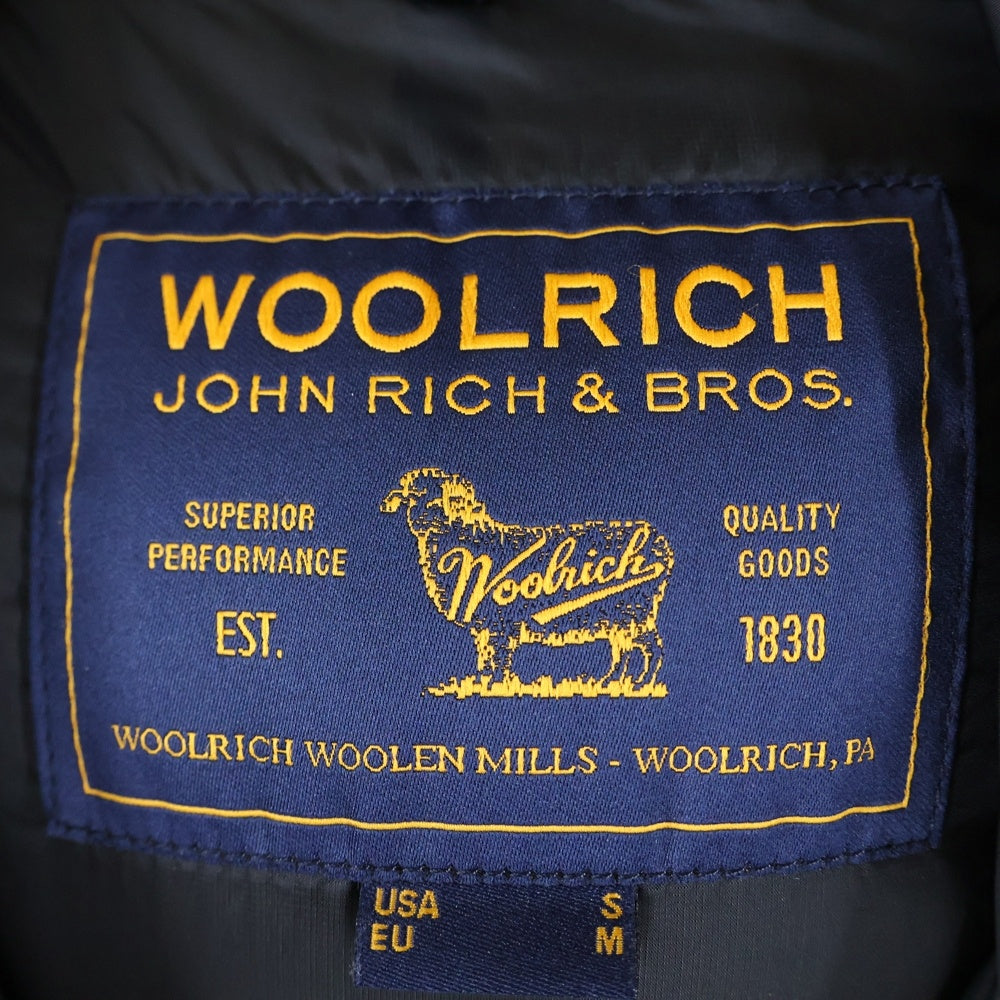 WOOLRICH
JOHN RICH & BROS.
SUPERIOR
PERFORMANCE
EST.
Woolrich
QUALITY
GOODS
1830
WOOLRICH WOOLEN MILLS - WOOLRICH, PA
USA S
EU M